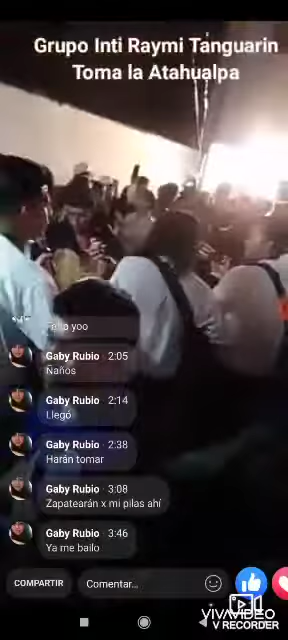 Grupo Inti Raymi Tanguarin
Toma la Atahualpa
yoo
Gaby Rubio · 2:05
Ñaños
Gaby Rubio · 2:14
Llegó
Gaby Rubio · 2:38
Harán tomar
Gaby Rubio · 3:08
Zapatearán x mi pilas ahí
Gaby Rubio · 3:46
Ya me bailo
COMPARTIR
Comentar...
VIVAVIDEO
V RECORDER